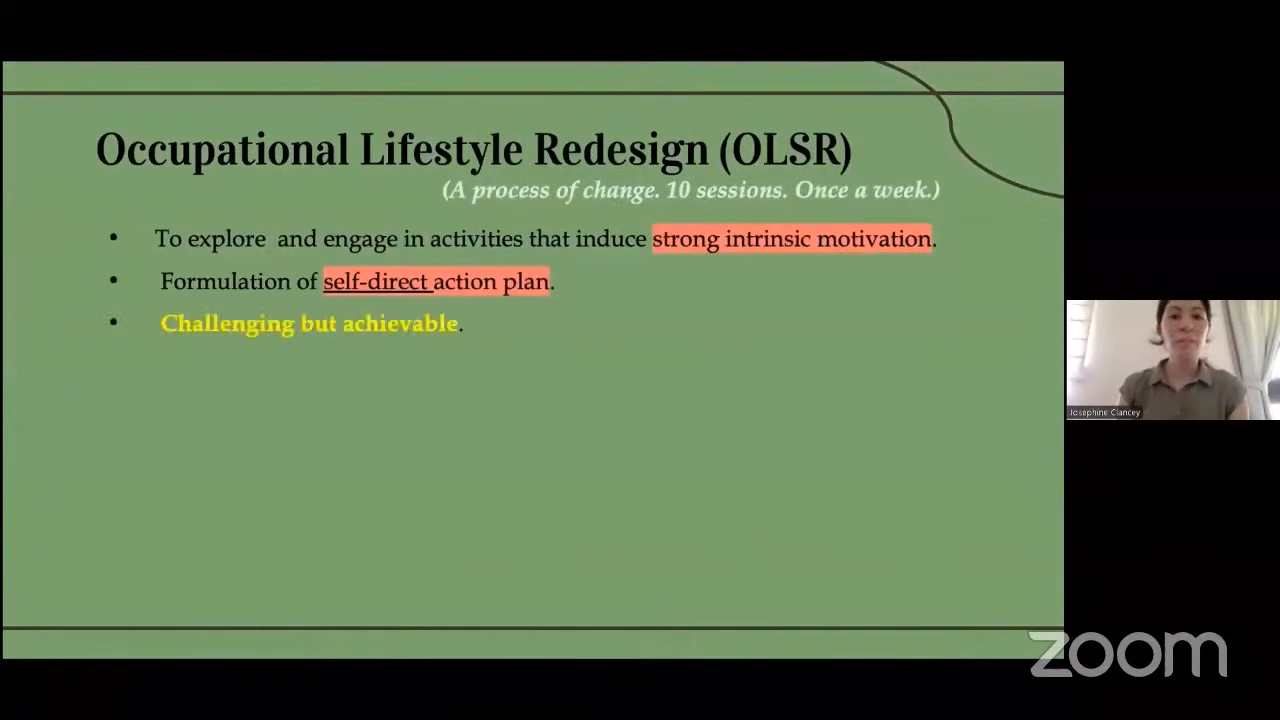 Occupational Lifestyle Redesign (OLSR)
(A process of change. 10 sessions. Once a week.)
• To explore and engage in activities that induce strong intrinsic motivation.
• Formulation of self-direct action plan.
• Challenging but achievable.
Josephine Clancey
zoom